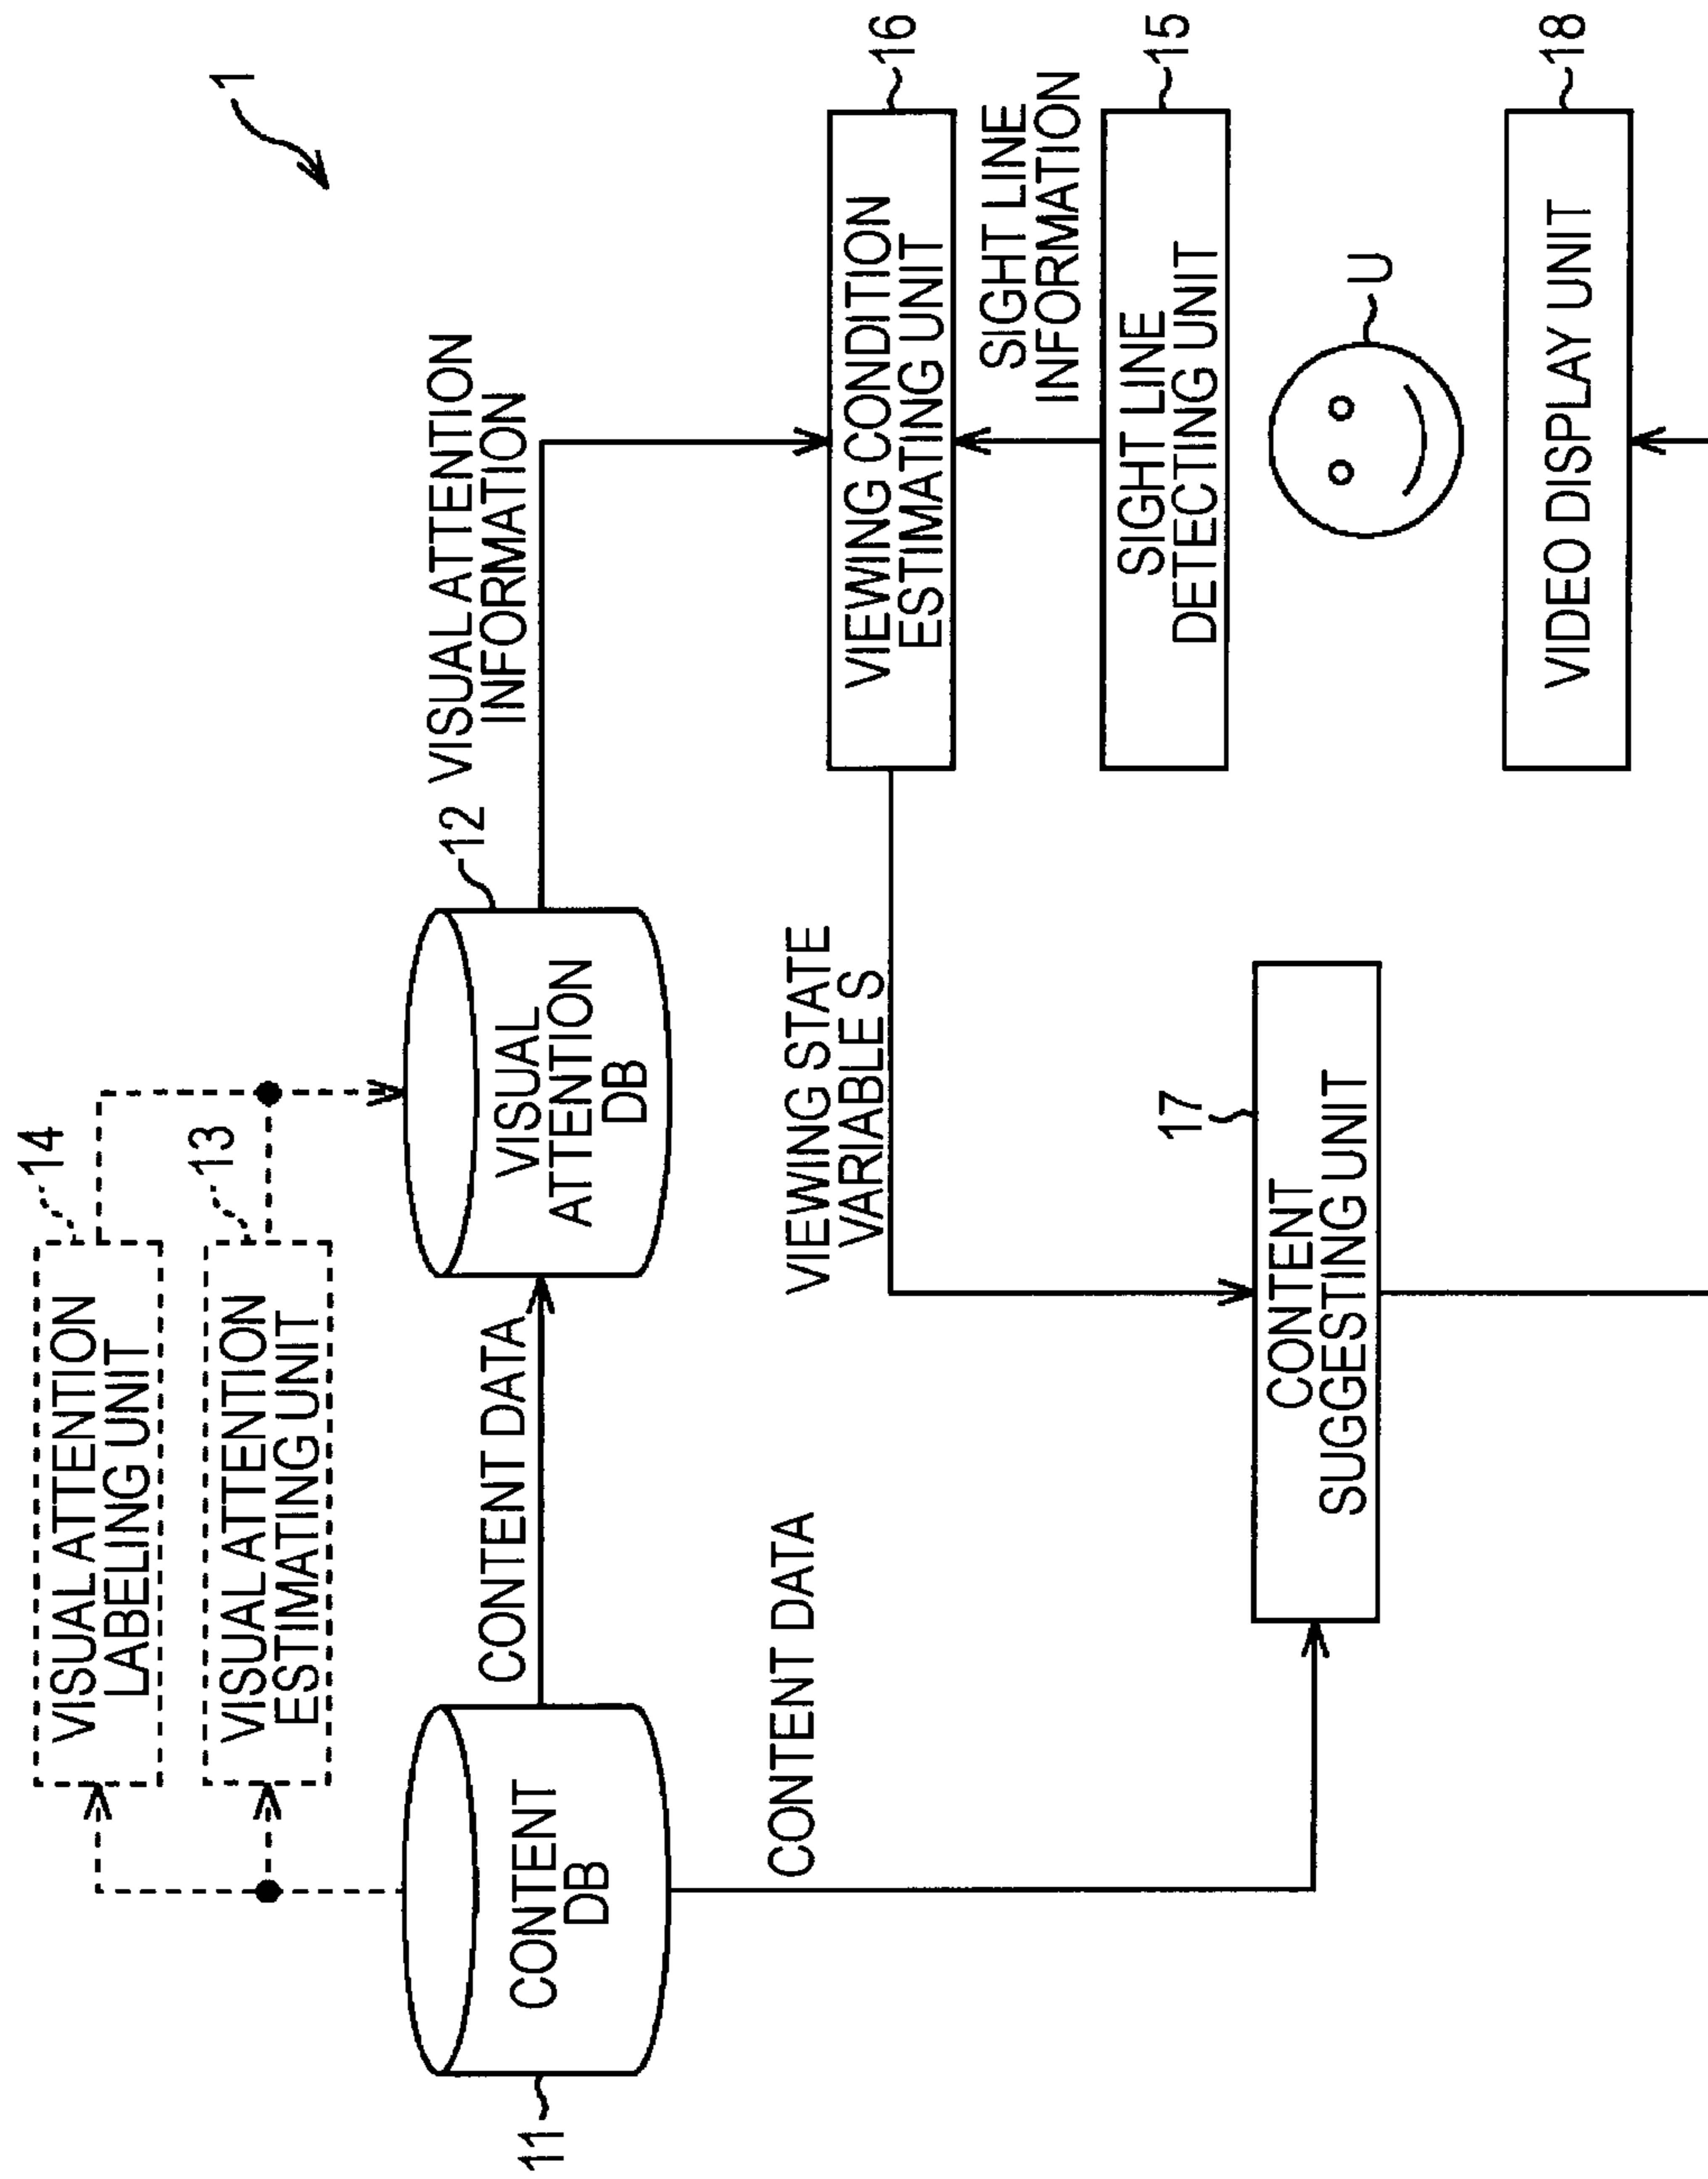 1
14
VISUAL ATTENTION
LABELING UNIT
13
VISUAL ATTENTION
ESTIMATING UNIT
12
VISUAL ATTENTION
INFORMATION
11
CONTENT
DB
CONTENT DATA
VISUAL
ATTENTION
DB
CONTENT DATA
VIEWING STATE
VARIABLE S
16
VIEWING CONDITION
ESTIMATING UNIT
SIGHT LINE
INFORMATION
15
SIGHT LINE
DETECTING UNIT
17
CONTENT
SUGGESTING UNIT
U
18
VIDEO DISPLAY UNIT